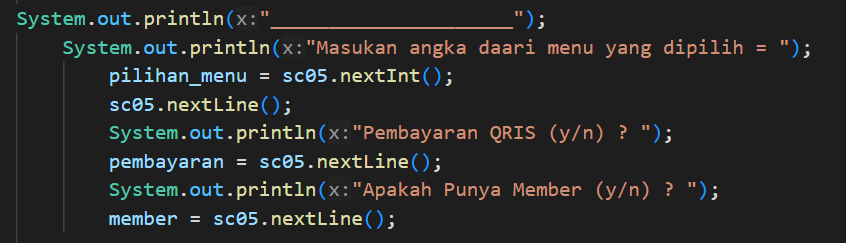 System.out.println(x:"_____________________");
System.out.println(x:"Masukan angka daari menu yang dipilih = ");
pilihan_menu = sc05.nextInt();
sc05.nextLine();
System.out.println(x:"Pembayaran QRIS (y/n) ? ");
pembayaran = sc05.nextLine();
System.out.println(x:"Apakah Punya Member (y/n) ? ");
member = sc05.nextLine();